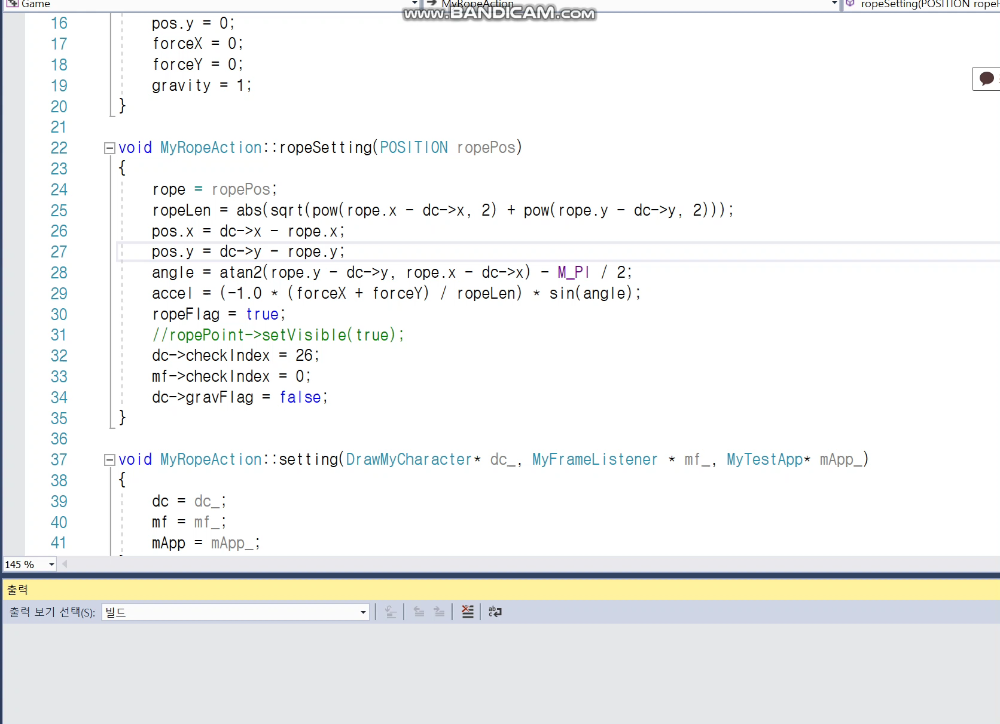 Game
MyRopeAction
ropeSetting(POSITION ropeP
www.BANDICAM.com
16 pos.y = 0;
17 forceX = 0;
18 forceY = 0;
19 gravity = 1;
20 }
21
22 void MyRopeAction::ropeSetting(POSITION ropePos)
23 {
24 rope = ropePos;
25 ropeLen = abs(sqrt(pow(rope.x - dc->x, 2) + pow(rope.y - dc->y, 2)));
26 pos.x = dc->x - rope.x;
27 pos.y = dc->y - rope.y;
28 angle = atan2(rope.y - dc->y, rope.x - dc->x) - M_PI / 2;
29 accel = (-1.0 * (forceX + forceY) / ropeLen) * sin(angle);
30 ropeFlag = true;
31 //ropePoint->setVisible(true);
32 dc->checkIndex = 26;
33 mf->checkIndex = 0;
34 dc->gravFlag = false;
35 }
36
37 void MyRopeAction::setting(DrawMyCharacter* dc_, MyFrameListener * mf_, MyTestApp* mApp_)
38 {
39 dc = dc_;
40 mf = mf_;
41 mApp = mApp_;
145 %
출력
출력 보기 선택(S): 빌드